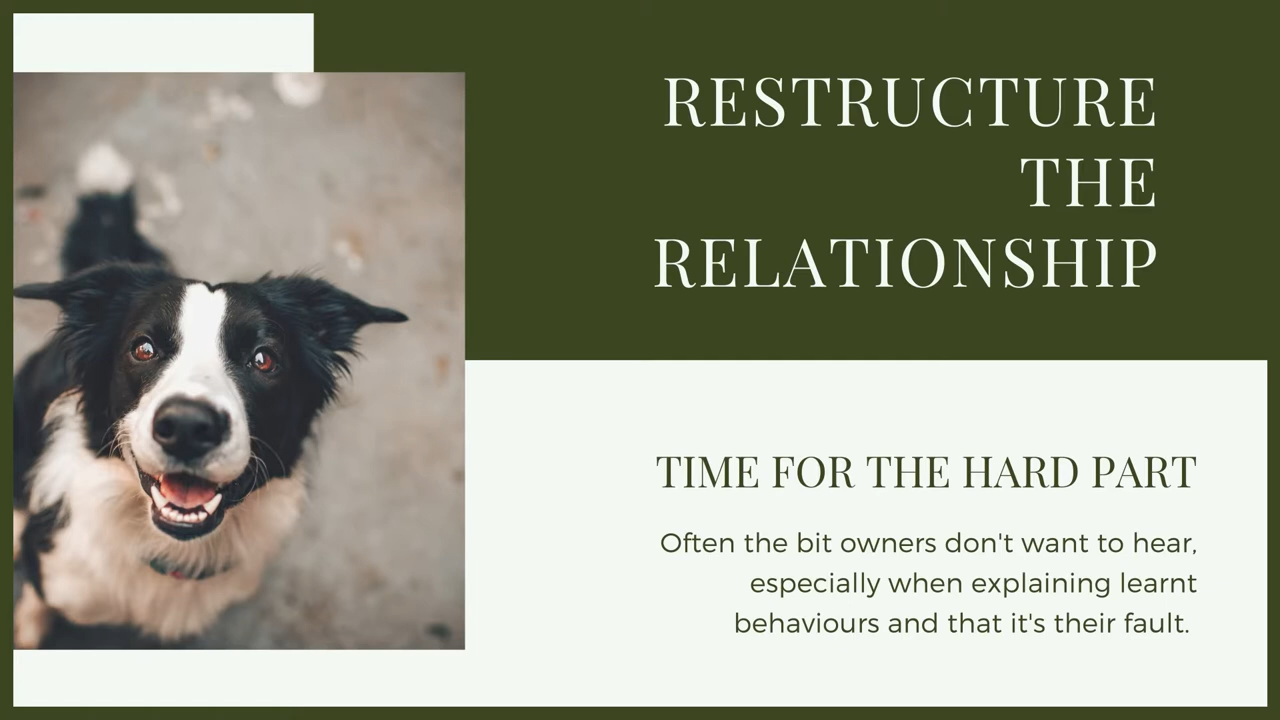 RESTRUCTURE
THE
RELATIONSHIP
TIME FOR THE HARD PART
Often the bit owners don't want to hear,
especially when explaining learnt
behaviours and that it's their fault.